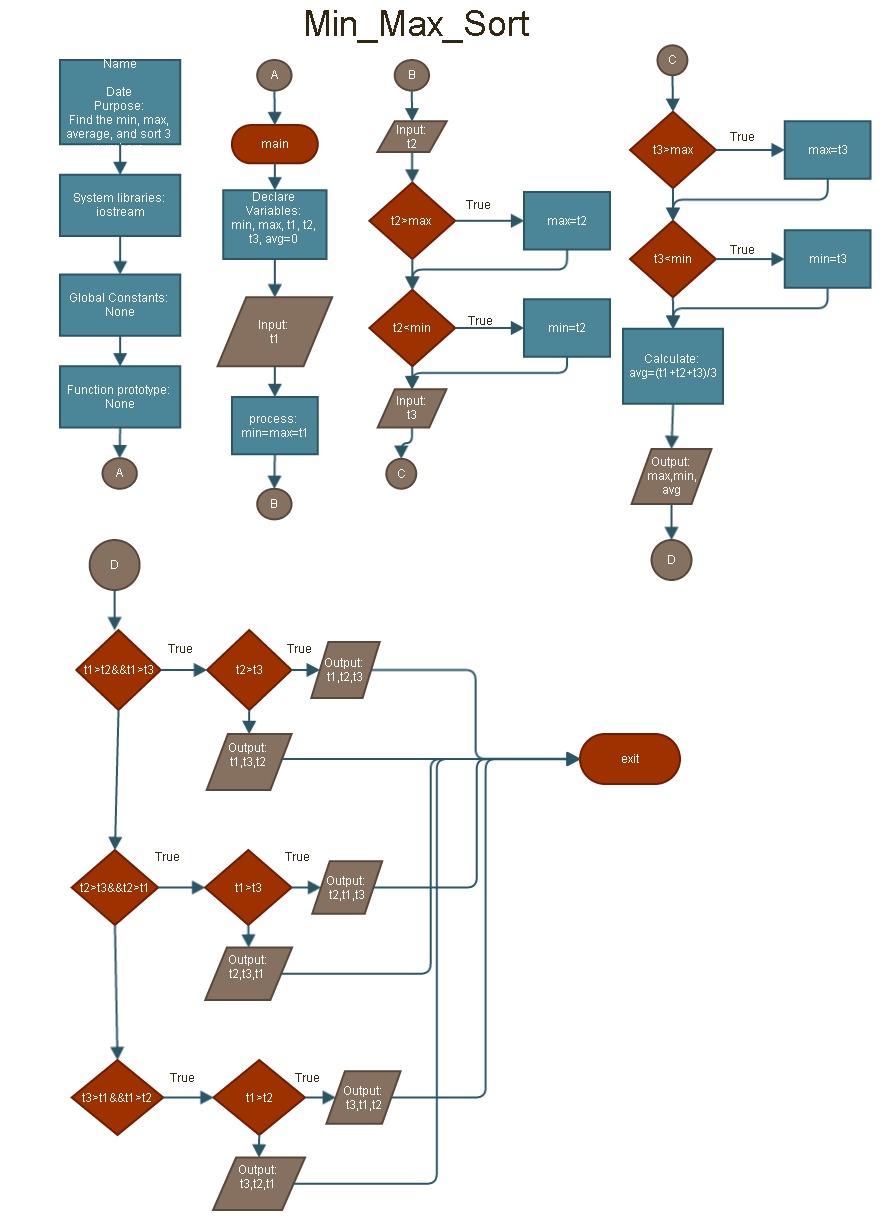 Min_Max_Sort
Name
Date
Purpose:
Find the min, max,
average, and sort 3
System libraries:
iostream
Global Constants:
None
Function prototype:
None
A
A
main
Declare
Variables:
min, max, t1, t2,
t3, avg=0
Input:
t1
process:
min=max=t1
B
B
Input:
t2
t2>max
True
max=t2
t2<min
True
min=t2
Input:
t3
C
C
t3>max
True
max=t3
t3<min
True
min=t3
Calculate:
avg=(t1+t2+t3)/3
Output:
max,min,
avg
D
D
t1>t2&&t1>t3
True
t2>t3
True
Output:
t1,t2,t3
Output:
t1,t3,t2
exit
t2>t3&&t2>t1
True
t1>t3
True
Output:
t2,t1,t3
Output:
t2,t3,t1
t3>t1&&t1>t2
True
t1>t2
True
Output:
t3,t1,t2
Output:
t3,t2,t1